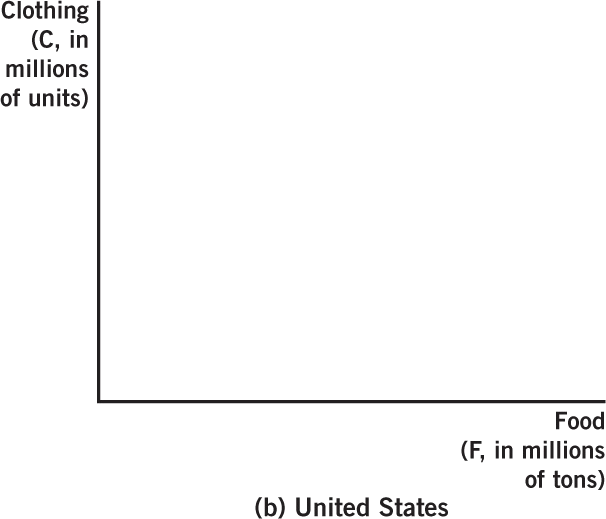 Clothing
(C, in
millions
of units)
Food
(F, in millions
of tons)
(b) United States